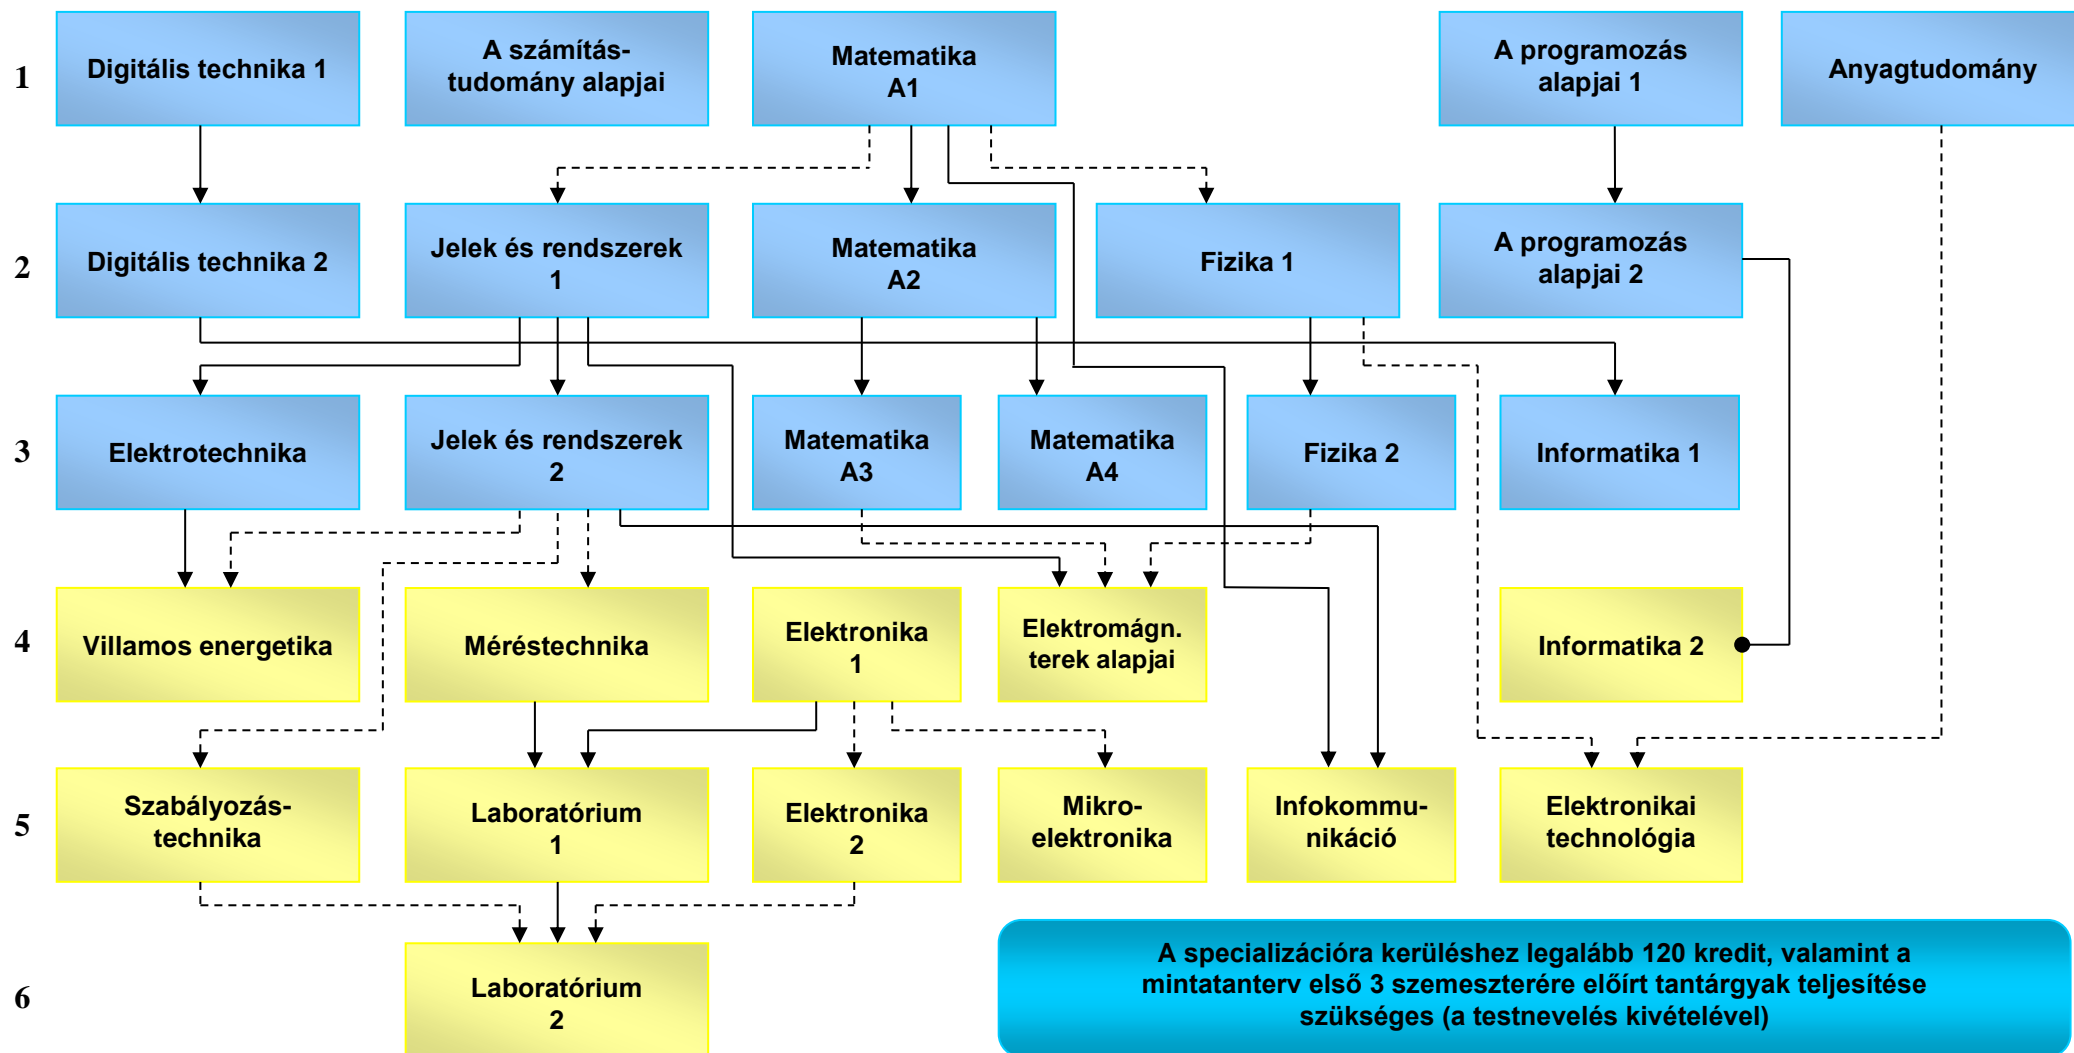 1
Digitális technika 1
A számítás-
tudomány alapjai
Matematika
A1
A programozás
alapjai 1
Anyagtudomány
2
Digitális technika 2
Jelek és rendszerek
1
Matematika
A2
Fizika 1
A programozás
alapjai 2
3
Elektrotechnika
Jelek és rendszerek
2
Matematika
A3
Matematika
A4
Fizika 2
Informatika 1
4
Villamos energetika
Méréstechnika
Elektronika
1
Elektromágn.
terek alapjai
Informatika 2
5
Szabályozás-
technika
Laboratórium
1
Elektronika
2
Mikro-
elektronika
Infokommu-
nikáció
Elektronikai
technológia
6
Laboratórium
2
A specializációra kerüléshez legalább 120 kredit, valamint a
mintatanterv első 3 szemeszterére előírt tantárgyak teljesítése
szükséges (a testnevelés kivételével)